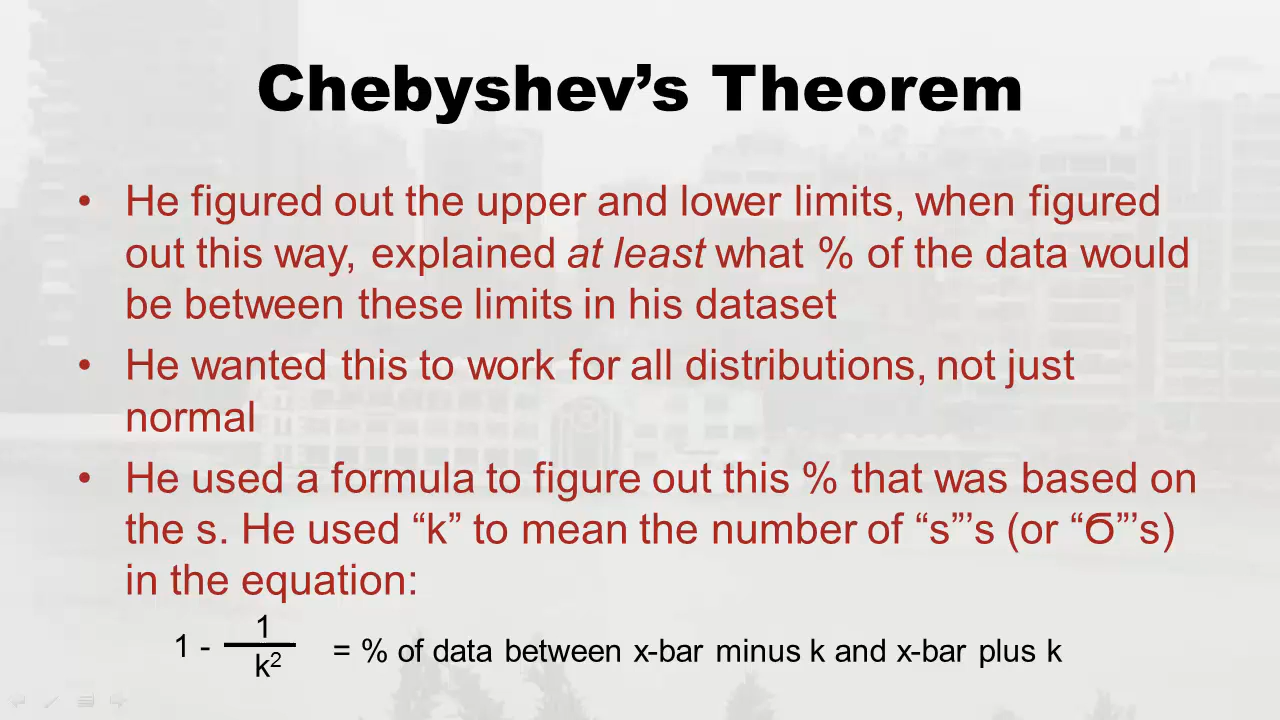 Chebyshev’s Theorem
• He figured out the upper and lower limits, when figured
out this way, explained at least what % of the data would
be between these limits in his dataset
• He wanted this to work for all distributions, not just
normal
• He used a formula to figure out this % that was based on
the s. He used “k” to mean the number of “s”’s (or “Ϭ”’s)
in the equation:
1 - 1
k² = % of data between x-bar minus k and x-bar plus k